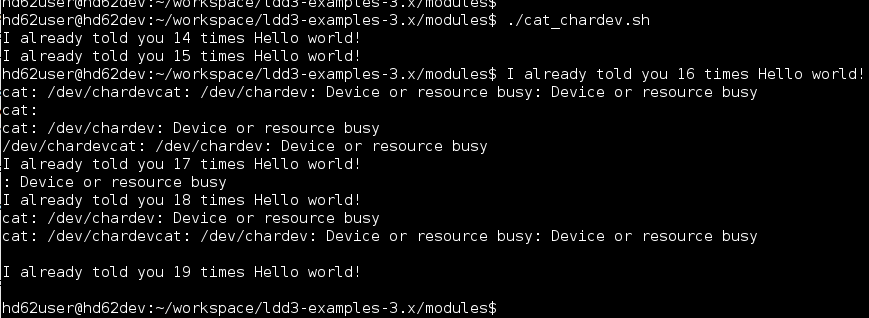 hd62user@hd62dev:~/workspace/ldd3-examples-3.x/modules$
hd62user@hd62dev:~/workspace/ldd3-examples-3.x/modules$ ./cat_chardev.sh
I already told you 14 times Hello world!
I already told you 15 times Hello world!
hd62user@hd62dev:~/workspace/ldd3-examples-3.x/modules$ I already told you 16 times Hello world!
cat: /dev/chardevcat: /dev/chardev: Device or resource busy: Device or resource busy
cat:
cat: /dev/chardev: Device or resource busy
/dev/chardevcat: /dev/chardev: Device or resource busy
I already told you 17 times Hello world!
: Device or resource busy
I already told you 18 times Hello world!
cat: /dev/chardev: Device or resource busy
cat: /dev/chardevcat: /dev/chardev: Device or resource busy: Device or resource busy
I already told you 19 times Hello world!
hd62user@hd62dev:~/workspace/ldd3-examples-3.x/modules$